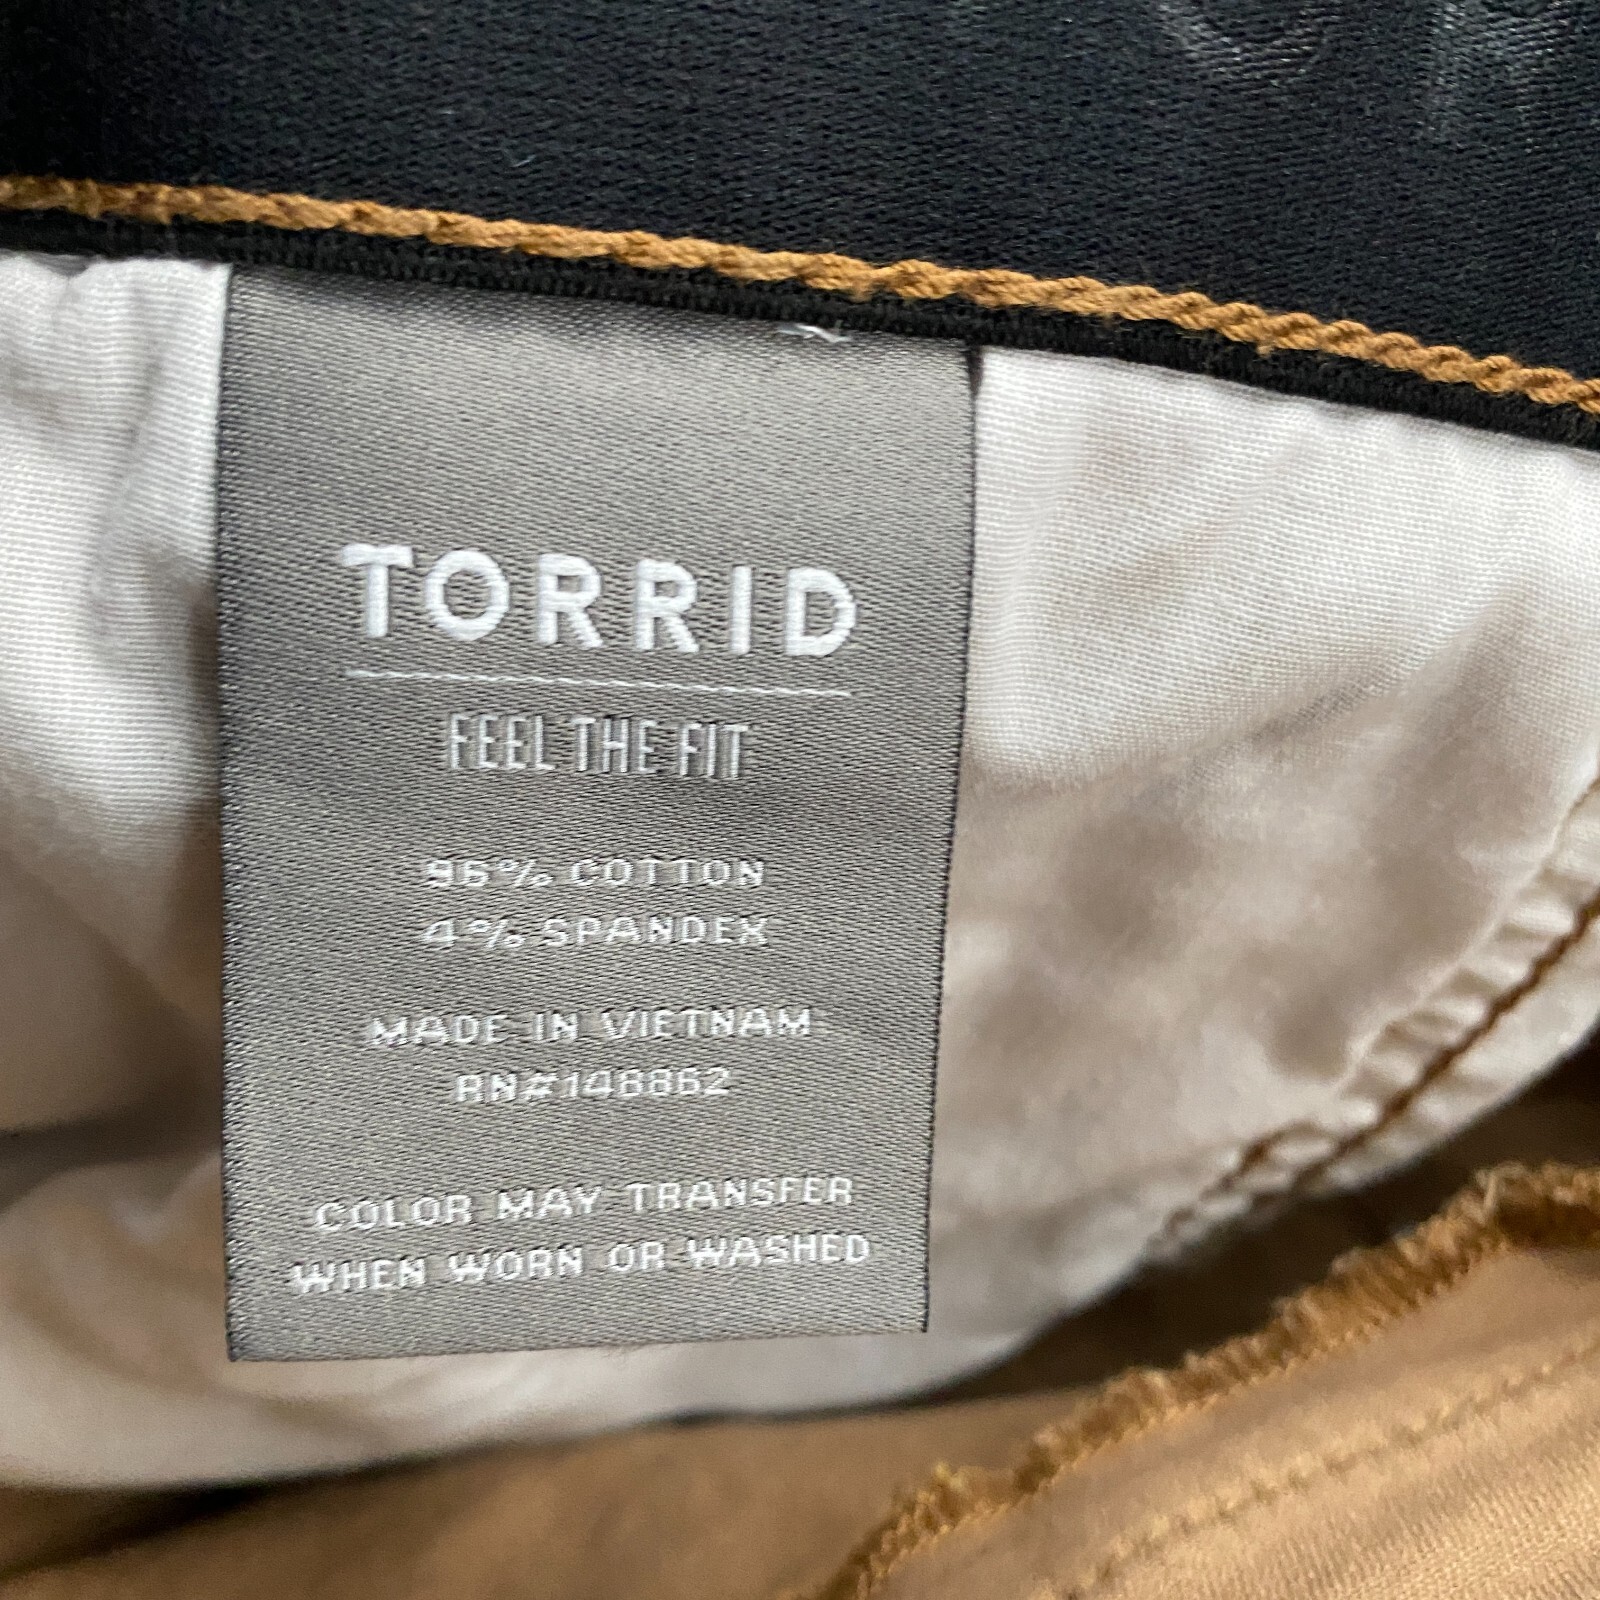 TORRID
FEEL THE FIT
96% COTTON
4% SPANDEX
MADE IN VIETNAM
RN#148862
COLOR MAY TRANSFER
WHEN WORN OR WASHED